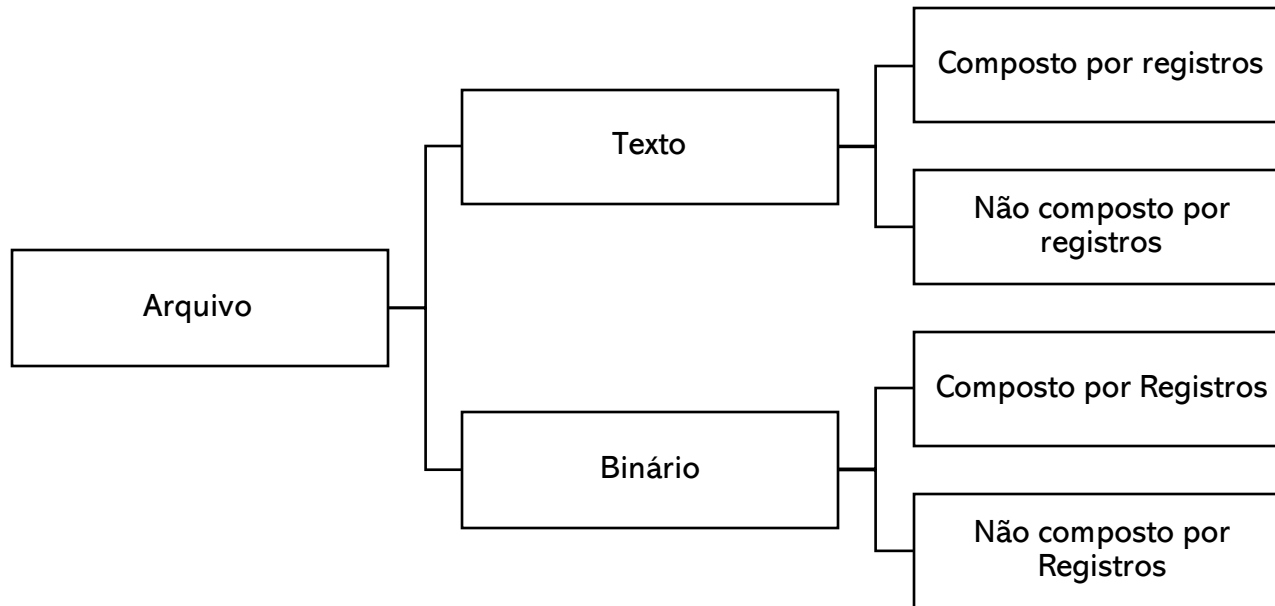 Arquivo
Texto
Composto por registros
Não composto por
registros
Binário
Composto por Registros
Não composto por
Registros